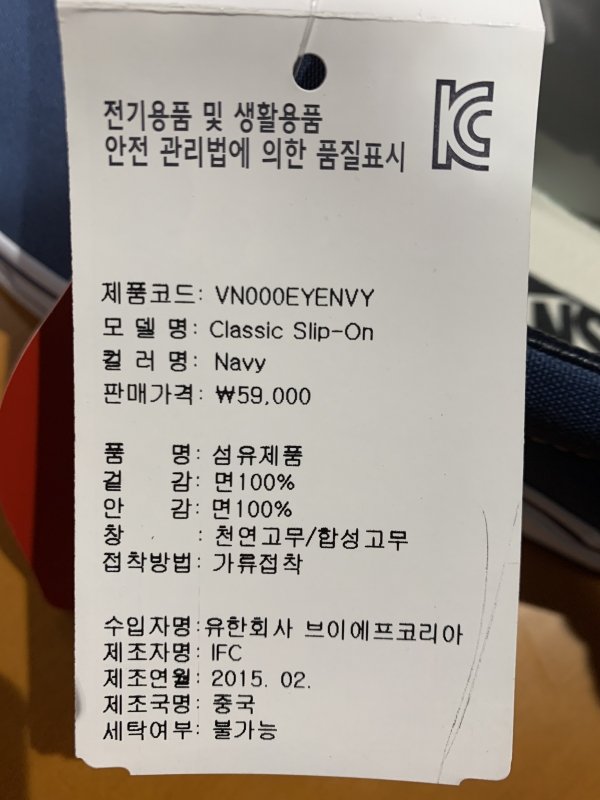 전기용품 및 생활용품
안전 관리법에 의한 품질표시
KC
제품코드: VN000EYENVY
모 델 명: Classic Slip-On
컬 러 명: Navy
판매가격: ₩59,000
품 명: 섬유제품
겉 감: 면100%
안 감: 면100%
창 : 천연고무/합성고무
접착방법: 가류접착
수입자명: 유한회사 브이에프코리아
제조자명: IFC
제조연월: 2015. 02.
제조국명: 중국
세탁여부: 불가능